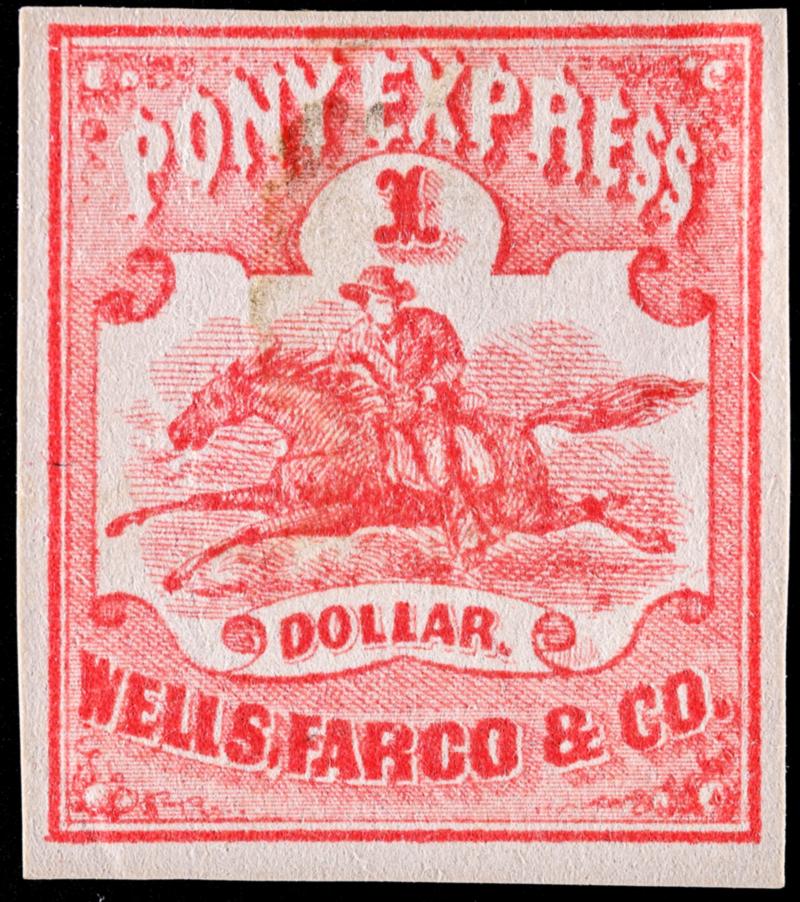 PONY EXPRESS
1
DOLLAR.
WELLS, FARGO & CO.